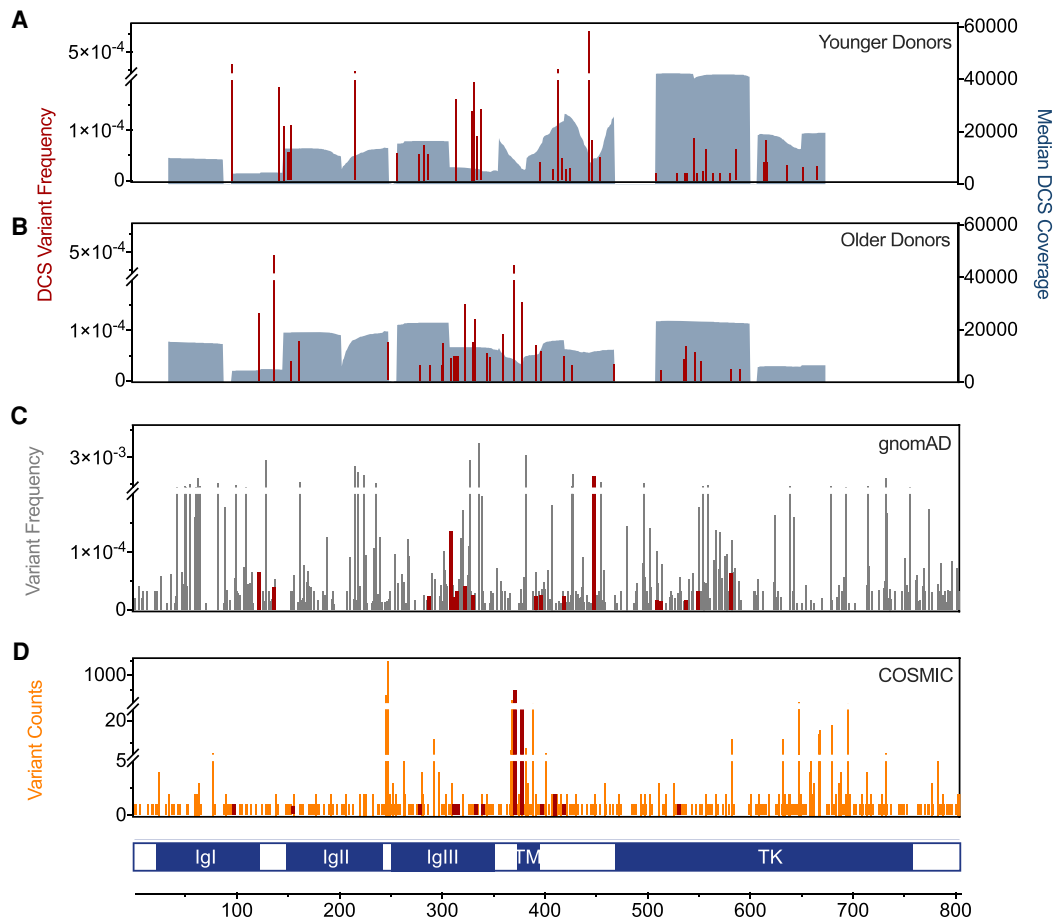 A
60000
5×10⁻⁴
Younger Donors
40000
1×10⁻⁴
20000
0
0
DCS Variant Frequency
Median DCS Coverage
B
60000
5×10⁻⁴
Older Donors
40000
1×10⁻⁴
20000
0
0
C
gnomAD
3×10⁻³
Variant Frequency
1×10⁻⁴
0
D
COSMIC
1000
Variant Counts
20
5
0
IgI IgII IgIII TM TK
100 200 300 400 500 600 700 800